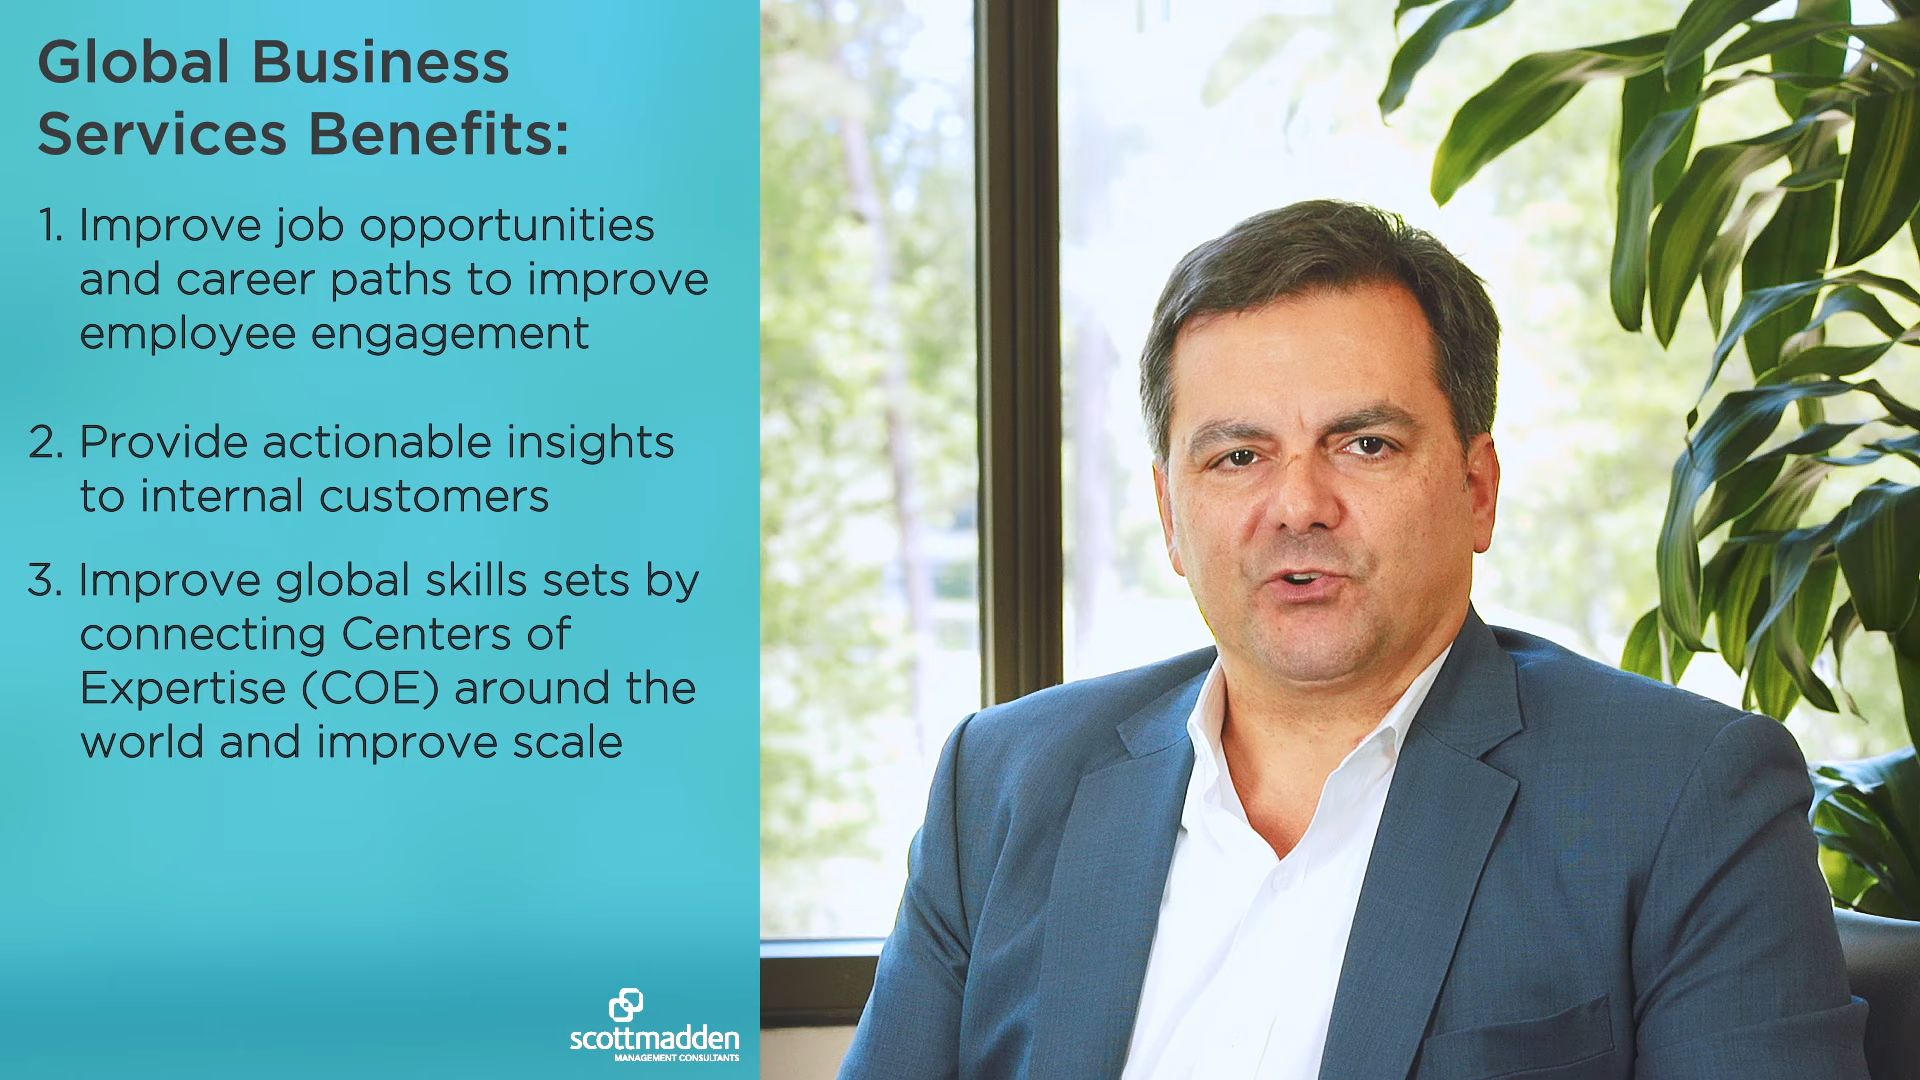 Global Business
Services Benefits:
1. Improve job opportunities
and career paths to improve
employee engagement
2. Provide actionable insights
to internal customers
3. Improve global skills sets by
connecting Centers of
Expertise (COE) around the
world and improve scale
scottmadden
MANAGEMENT CONSULTANTS